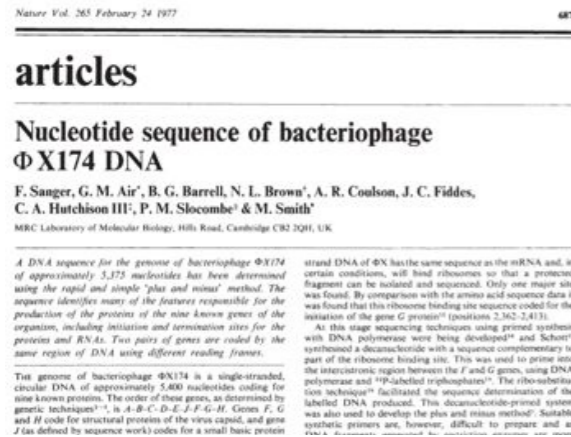 Nature Vol. 265 February 24 1977
687
articles
Nucleotide sequence of bacteriophage
ΦX174 DNA
F. Sanger, G. M. Air*, B. G. Barrell, N. L. Brown†, A. R. Coulson, J. C. Fiddes,
C. A. Hutchison III‡, P. M. Slocombe§ & M. Smith*
MRC Laboratory of Molecular Biology, Hills Road, Cambridge CB2 2QH, UK
A DNA sequence for the genome of bacteriophage ΦX174
of approximately 5,375 nucleotides has been determined
using the rapid and simple 'plus and minus' method. The
sequence identifies many of the features responsible for the
production of the proteins of the nine known genes of the
organism, including initiation and termination sites for the
proteins and RNAs. Two pairs of genes are coded by the
same region of DNA using different reading frames.
THE genome of bacteriophage ΦX174 is a single-stranded,
circular DNA of approximately 5,400 nucleotides coding for
nine known proteins. The order of these genes, as determined by
genetic techniques, is A-B-C-D-E-J-F-G-H. Genes F, G
and H code for structural proteins of the virus capsid, and gene
J (as defined by sequence work) codes for a small basic protein
strand DNA of ΦX has the same sequence as the mRNA and, in
certain conditions, will bind ribosomes so that a protected
fragment can be isolated and sequenced. Only one major site
was found. By comparison with the amino acid sequence data it
was found that this ribosome binding site sequence coded for the
initiation of the gene G protein (positions 2,362-2,413).
At this stage sequencing techniques using primed synthesis
with DNA polymerase were being developed and Schott
synthesised a decanucleotide with a sequence complementary to
part of the ribosome binding site. This was used to prime into
the intercistronic region between the F and G genes, using DNA
polymerase and ³²P-labelled triphosphates. The ribo-substitu-
tion technique facilitated the sequence determination of the
labelled DNA produced. This decanucleotide-primed system
was also used to develop the plus and minus method. Suitable
synthetic primers are, however, difficult to prepare and as
DNA fragments generated by restriction enzymes are more